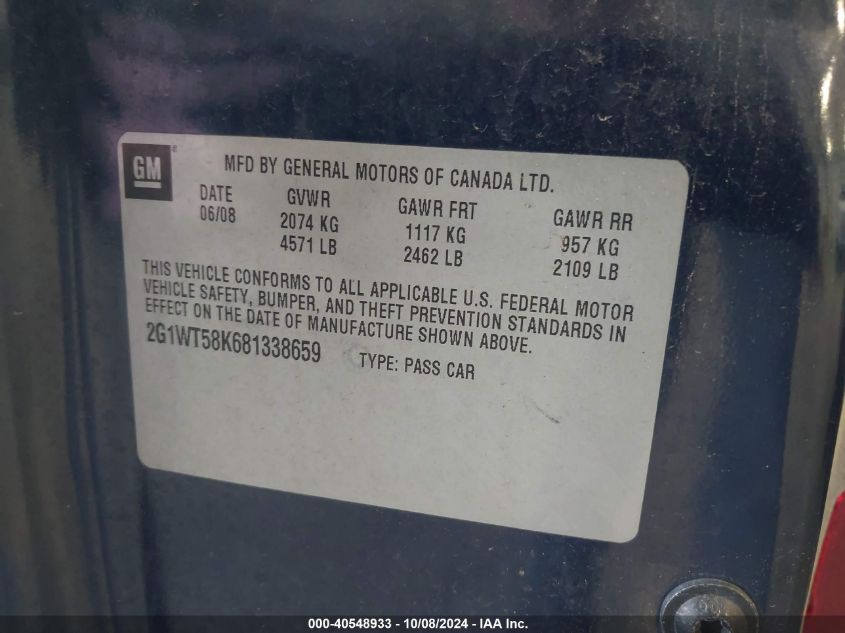 GM®
MFD BY GENERAL MOTORS OF CANADA LTD.
DATE GVWR GAWR FRT GAWR RR
06/08 2074 KG 1117 KG 957 KG
4571 LB 2462 LB 2109 LB
THIS VEHICLE CONFORMS TO ALL APPLICABLE U.S. FEDERAL MOTOR
VEHICLE SAFETY, BUMPER, AND THEFT PREVENTION STANDARDS IN
EFFECT ON THE DATE OF MANUFACTURE SHOWN ABOVE.
2G1WT58K681338659 TYPE: PASS CAR
000-40548933 - 10/08/2024 - IAA Inc.